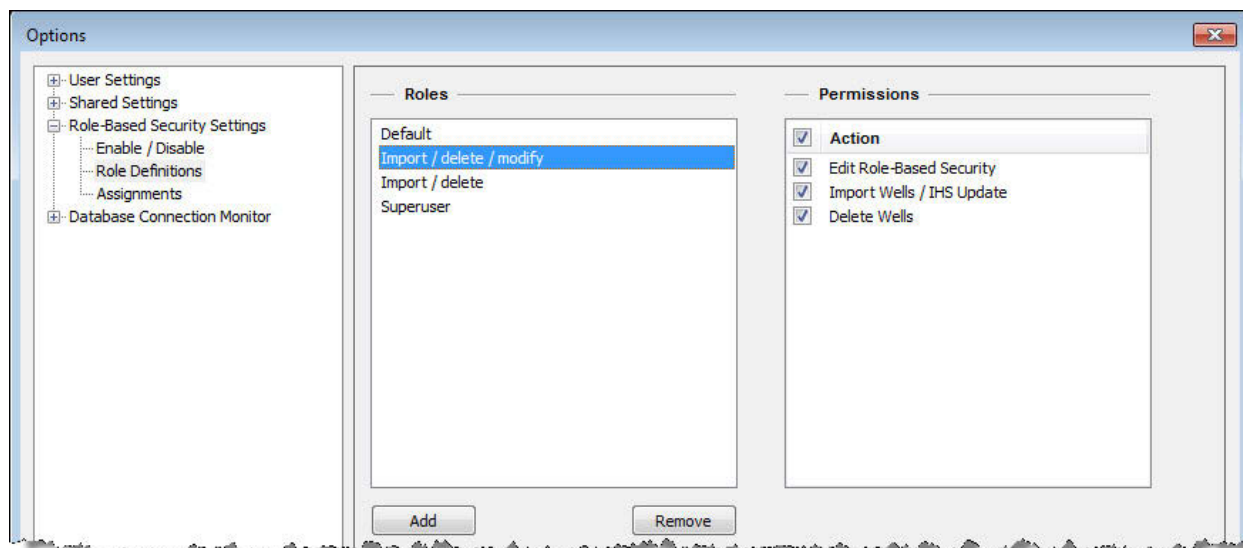 Options
User Settings
Shared Settings
Role-Based Security Settings
Enable / Disable
Role Definitions
Assignments
Database Connection Monitor
Roles
Default
Import / delete / modify
Import / delete
Superuser
Add
Remove
Permissions
Action
Edit Role-Based Security
Import Wells / IHS Update
Delete Wells